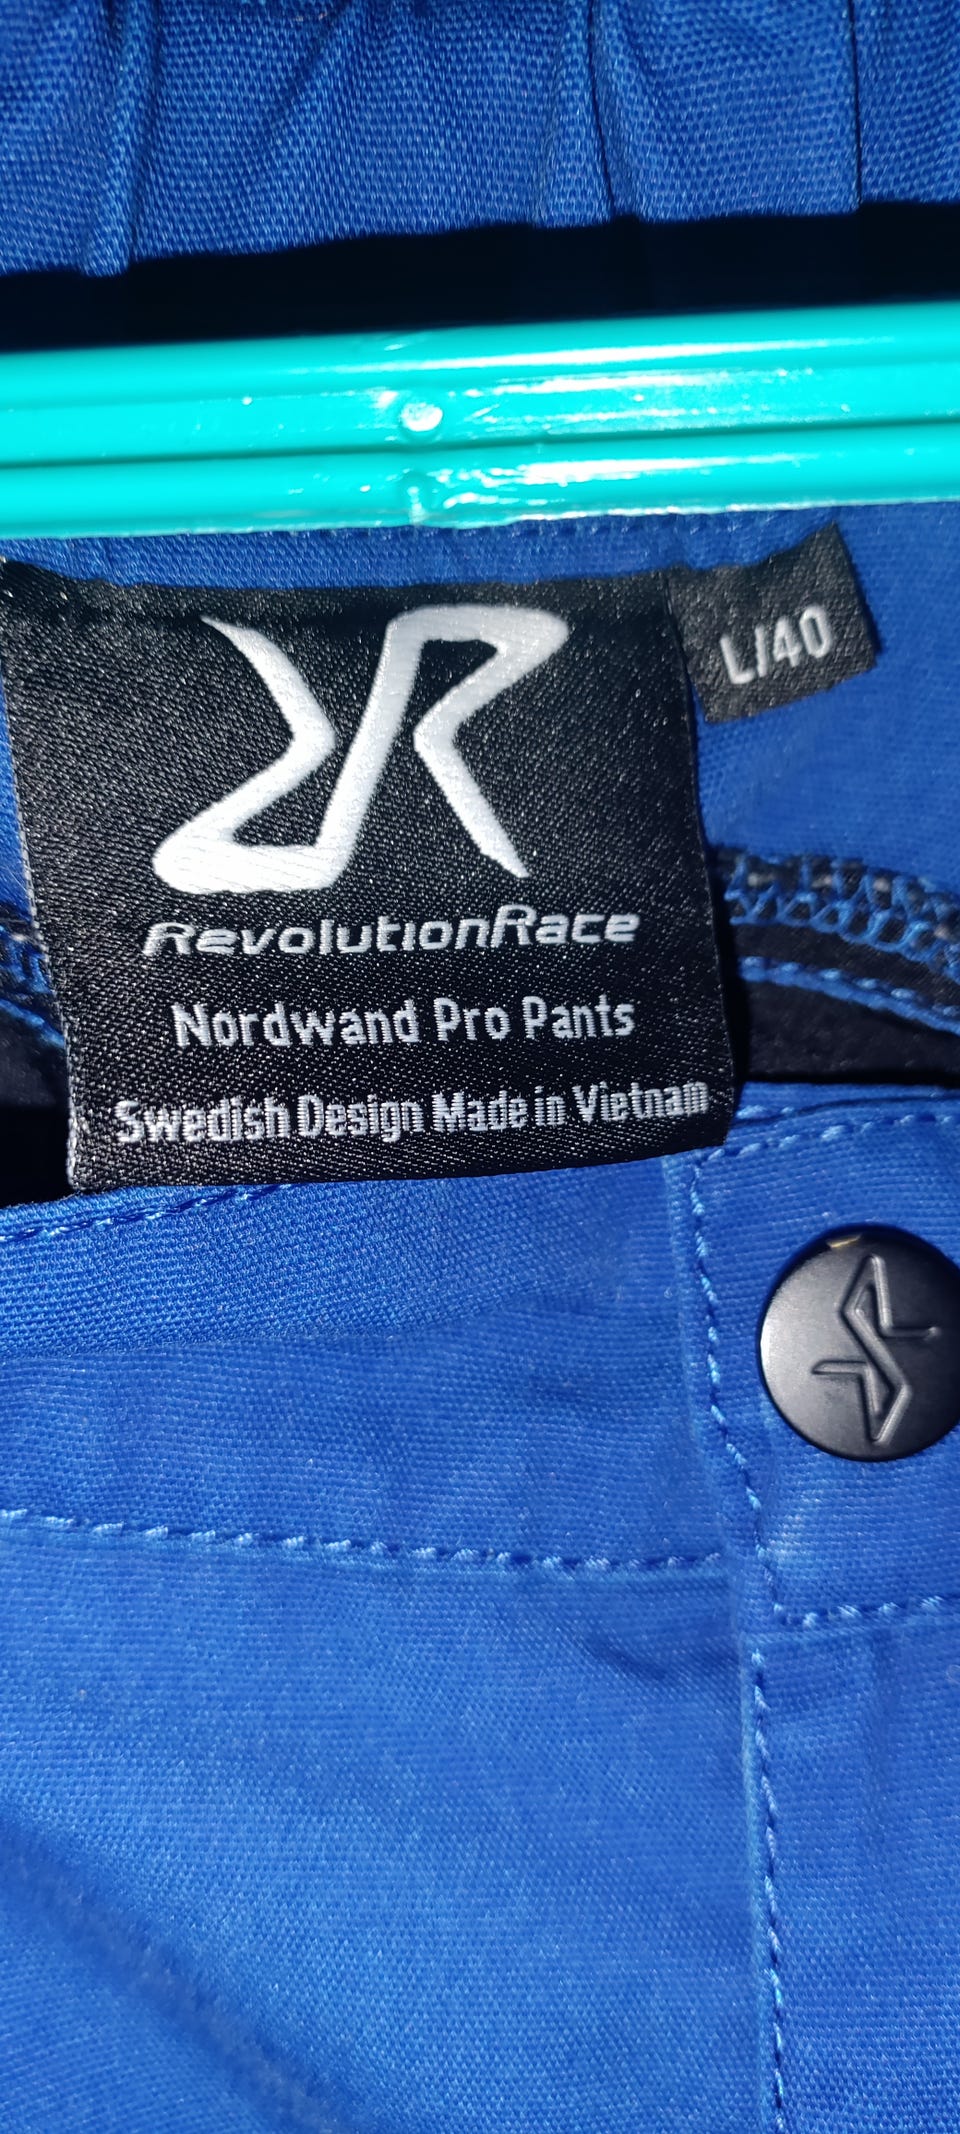 L/40
RevolutionRace
Nordwand Pro Pants
Swedish Design Made in Vietnam